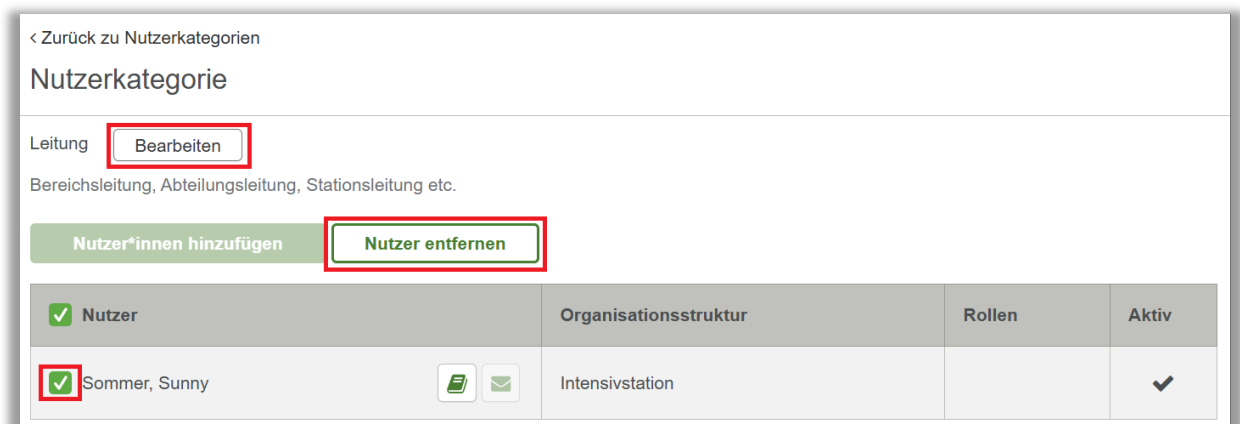 < Zurück zu Nutzerkategorien
Nutzerkategorie
Leitung Bearbeiten
Bereichsleitung, Abteilungsleitung, Stationsleitung etc.
Nutzer*innen hinzufügen Nutzer entfernen
Nutzer Organisationsstruktur Rollen Aktiv
Sommer, Sunny Intensivstation